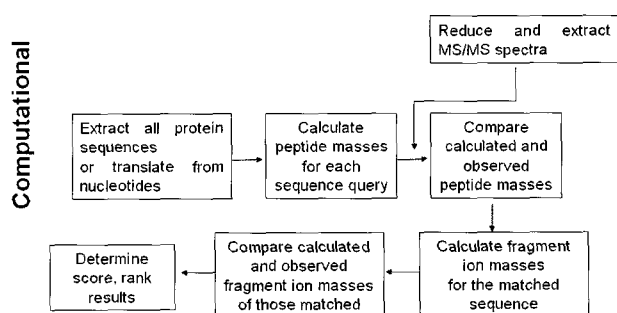 Computational
Reduce and extract
MS/MS spectra
Extract all protein
sequences
or translate from
nucleotides
Calculate
peptide masses
for each
sequence query
Compare
calculated and
observed
peptide masses
Calculate fragment
ion masses
for the matched
sequence
Compare calculated
and observed
fragment ion masses
of those matched
Determine
score, rank
results